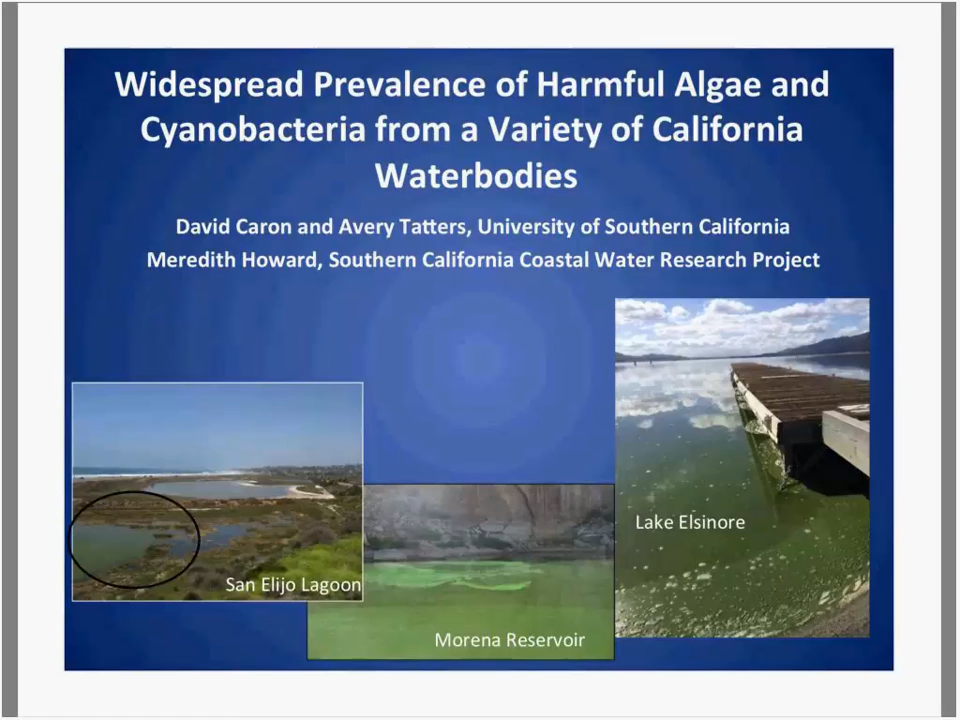 Widespread Prevalence of Harmful Algae and
Cyanobacteria from a Variety of California
Waterbodies
David Caron and Avery Tatters, University of Southern California
Meredith Howard, Southern California Coastal Water Research Project
Lake Elsinore
San Elijo Lagoon
Morena Reservoir